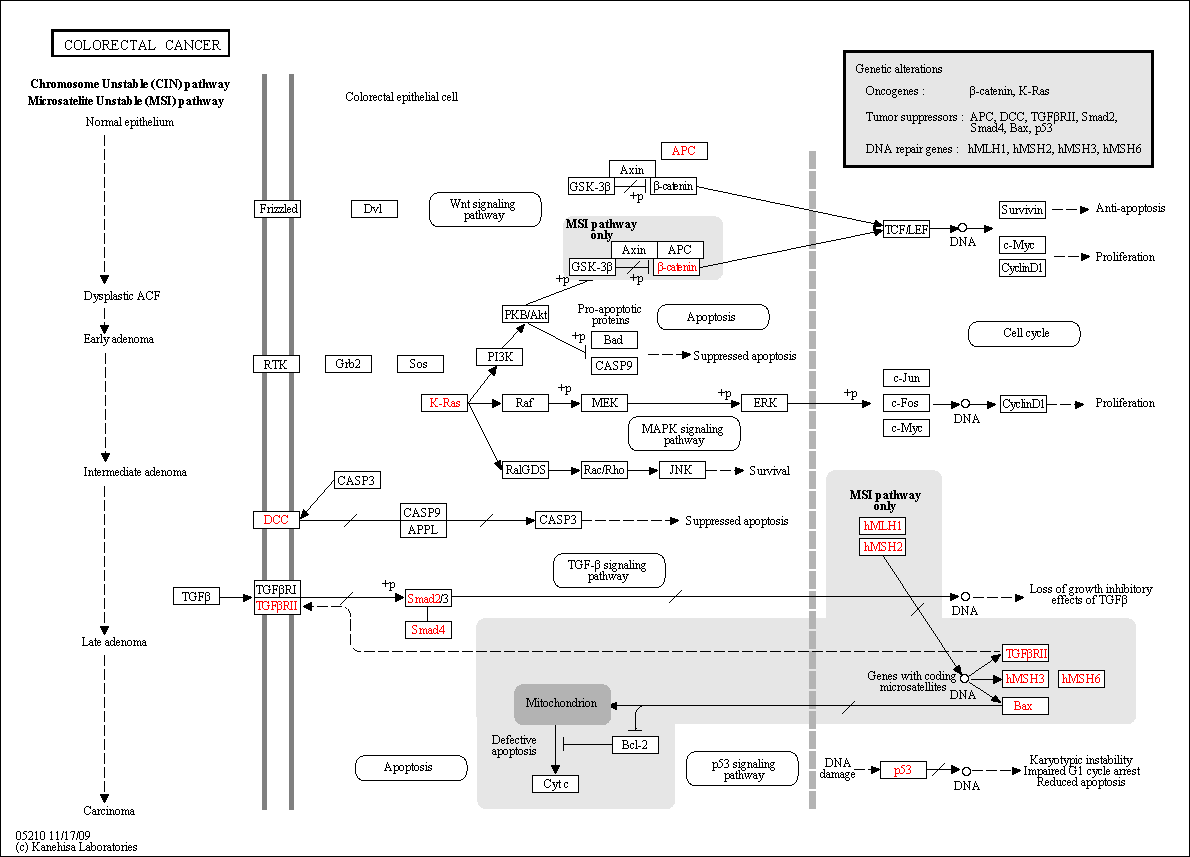 COLORECTAL CANCER
Chromosome Unstable (CIN) pathway
Microsatelite Unstable (MSI) pathway
Normal epithelium
Dysplastic ACF
Early adenoma
Intermediate adenoma
Late adenoma
Carcinoma
Colorectal epithelial cell
Genetic alterations
Oncogenes : β-catenin, K-Ras
Tumor suppressors : APC, DCC, TGFβRII, Smad2,
Smad4, Bax, p53
DNA repair genes : hMLH1, hMSH2, hMSH3, hMSH6
APC
Axin
GSK-3β
β-catenin
+p
Frizzled
Dvl
Wnt signaling
pathway
MSI pathway
only
Axin
APC
GSK-3β
β-catenin
+p
+p
TCF/LEF
DNA
Survivin
Anti-apoptosis
c-Myc
CyclinD1
Proliferation
PKB/Akt
Pro-apoptotic
proteins
+p
Bad
CASP9
Apoptosis
Suppressed apoptosis
Cell cycle
RTK
Grb2
Sos
PI3K
K-Ras
Raf
+p
MEK
+p
ERK
+p
c-Jun
c-Fos
c-Myc
DNA
CyclinD1
Proliferation
MAPK signaling
pathway
RalGDS
Rac/Rho
JNK
Survival
CASP3
DCC
CASP9
APPL
CASP3
Suppressed apoptosis
MSI pathway
only
hMLH1
hMSH2
TGF-β signaling
pathway
TGFβ
TGFβRI
TGFβRII
+p
Smad2/3
Smad4
DNA
Loss of growth inhibitory
effects of TGFβ
Genes with coding
microsatellites
DNA
TGFβRII
hMSH3
hMSH6
Bax
Mitochondrion
Defective
apoptosis
Bcl-2
Cyt c
Apoptosis
p53 signaling
pathway
DNA
damage
p53
DNA
Karyotypic instability
Impaired G1 cycle arrest
Reduced apoptosis
05210 11/17/09
(c) Kanehisa Laboratories